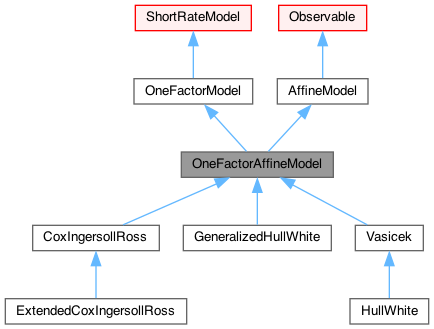 ShortRateModel
Observable
OneFactorModel
AffineModel
OneFactorAffineModel
CoxIngersollRoss
GeneralizedHullWhite
Vasicek
ExtendedCoxIngersollRoss
HullWhite